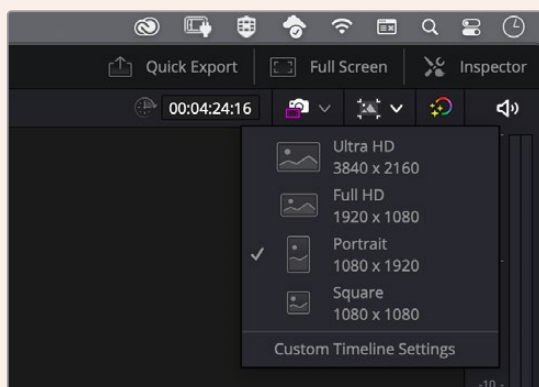 Quick Export
Full Screen
Inspector
00:04:24:16
Ultra HD
3840 x 2160
Full HD
1920 x 1080
Portrait
1080 x 1920
Square
1080 x 1080
Custom Timeline Settings
-10